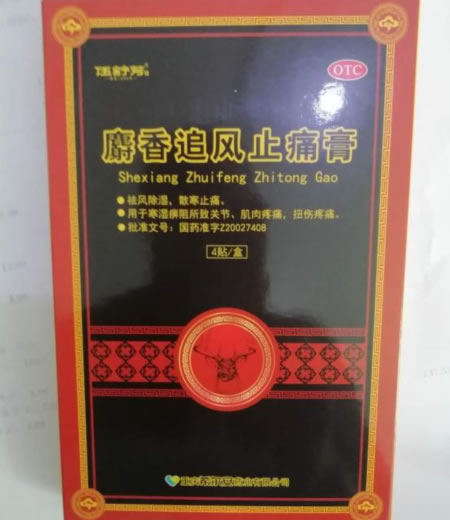 OTC
麝香追风止痛膏
Shexiang Zhuifeng Zhitong Gao
●祛风除湿，散寒止痛。
●用于寒湿痹阻所致关节、肌肉疼痛，扭伤疼痛。
●批准文号：国药准字Z20027408
4贴/盒